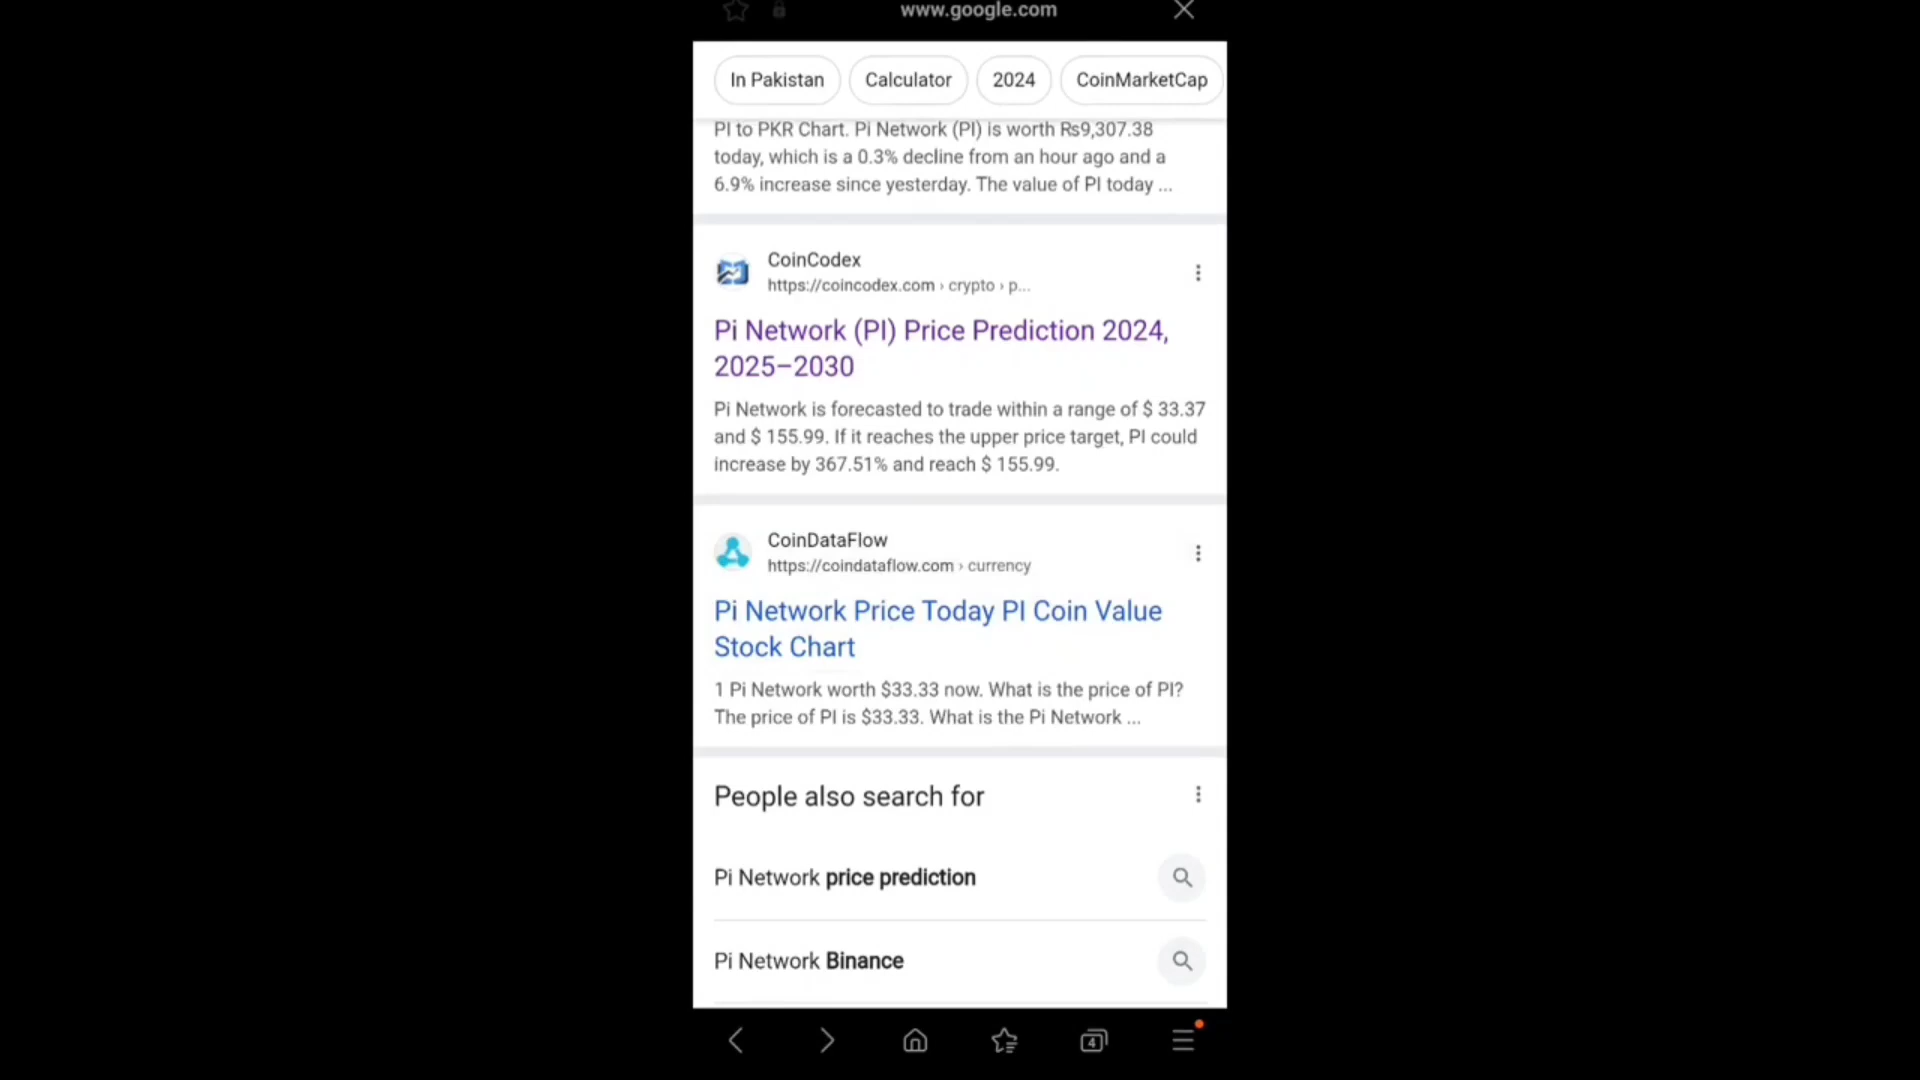 www.google.com
In Pakistan
Calculator
2024
CoinMarketCap
PI to PKR Chart. Pi Network (PI) is worth Rs9,307.38
today, which is a 0.3% decline from an hour ago and a
6.9% increase since yesterday. The value of PI today ...
CoinCodex
https://coincodex.com › crypto › p...
Pi Network (PI) Price Prediction 2024,
2025–2030
Pi Network is forecasted to trade within a range of $ 33.37
and $ 155.99. If it reaches the upper price target, PI could
increase by 367.51% and reach $ 155.99.
CoinDataFlow
https://coindataflow.com › currency
Pi Network Price Today PI Coin Value
Stock Chart
1 Pi Network worth $33.33 now. What is the price of PI?
The price of PI is $33.33. What is the Pi Network ...
People also search for
Pi Network price prediction
Pi Network Binance
4